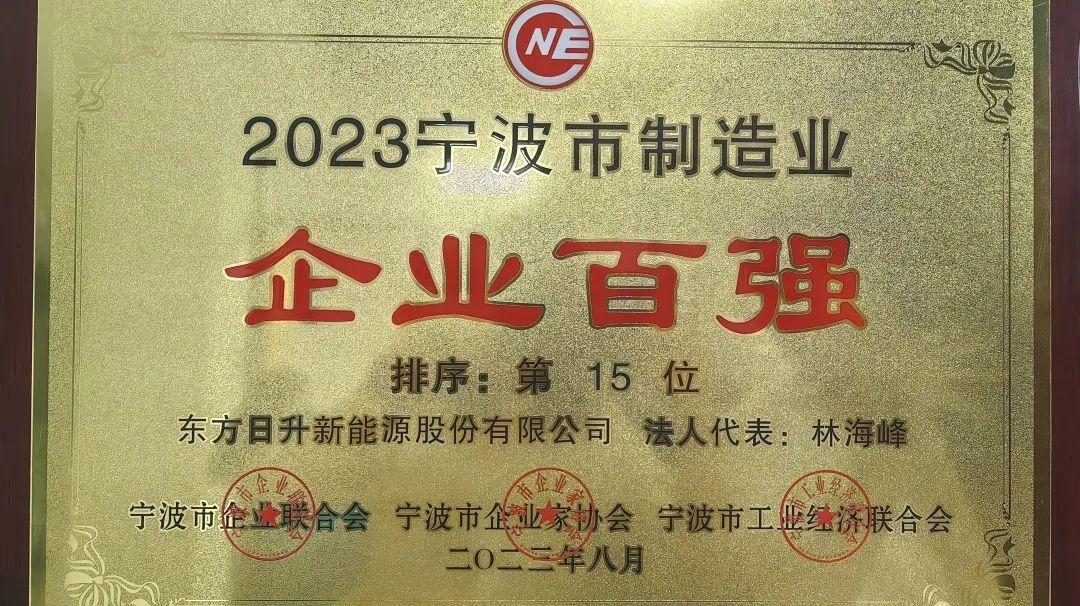 CNE
2023宁波市制造业
企业百强
排序：第 15 位
东方日升新能源股份有限公司 法人代表：林海峰
宁波市企业联合会 宁波市企业家协会 宁波市工业经济联合会
二〇二三年八月